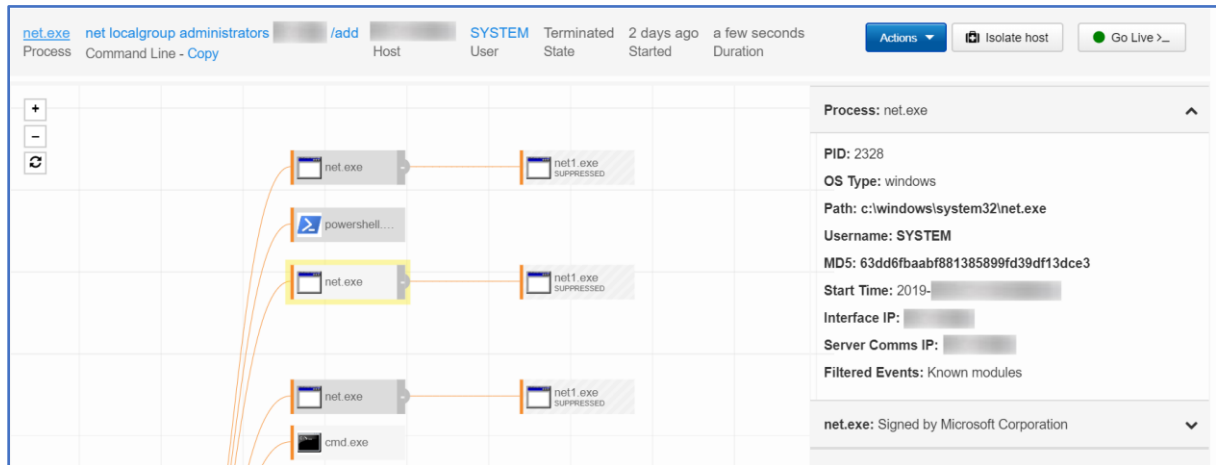 net.exe net localgroup administrators /add SYSTEM Terminated 2 days ago a few seconds
Process Command Line - Copy Host User State Started Duration
Actions Isolate host Go Live >_
+
−
Process: net.exe
PID: 2328
OS Type: windows
Path: c:\windows\system32\net.exe
Username: SYSTEM
MD5: 63dd6fbaabf881385899fd39df13dce3
Start Time: 2019-
Interface IP:
Server Comms IP:
Filtered Events: Known modules
net.exe: Signed by Microsoft Corporation
net.exe - net1.exe
SUPPRESSED
powershell....
net.exe - net1.exe
SUPPRESSED
net.exe - net1.exe
SUPPRESSED
cmd.exe